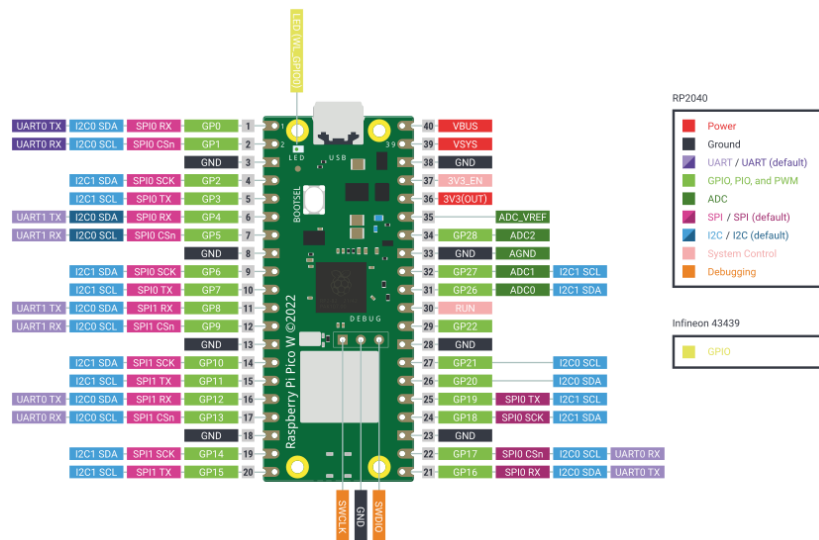 LED (WL_GPIO0)
UART0 TX I2C0 SDA SPI0 RX GP0 1 1 40 VBUS
UART0 RX I2C0 SCL SPI0 CSn GP1 2 2 39 39 VSYS
GND 3 LED USB 38 GND
I2C1 SDA SPI0 SCK GP2 4 37 3V3_EN
I2C1 SCL SPI0 TX GP3 5 BOOTSEL 36 3V3(OUT)
UART1 TX I2C0 SDA SPI0 RX GP4 6 35 ADC_VREF
UART1 RX I2C0 SCL SPI0 CSn GP5 7 34 GP28 ADC2
GND 8 33 GND AGND
I2C1 SDA SPI0 SCK GP6 9 32 GP27 ADC1 I2C1 SCL
I2C1 SCL SPI0 TX GP7 10 31 GP26 ADC0 I2C1 SDA
UART1 TX I2C0 SDA SPI1 RX GP8 11 30 RUN
UART1 RX I2C0 SCL SPI1 CSn GP9 12 DEBUG 29 GP22
GND 13 28 GND
I2C1 SDA SPI1 SCK GP10 14 27 GP21 I2C0 SCL
I2C1 SCL SPI1 TX GP11 15 26 GP20 I2C0 SDA
UART0 TX I2C0 SDA SPI1 RX GP12 16 25 GP19 SPI0 TX I2C1 SCL
UART0 RX I2C0 SCL SPI1 CSn GP13 17 24 GP18 SPI0 SCK I2C1 SDA
GND 18 23 GND
I2C1 SDA SPI1 SCK GP14 19 22 GP17 SPI0 CSn I2C0 SCL UART0 RX
I2C1 SCL SPI1 TX GP15 20 21 GP16 SPI0 RX I2C0 SDA UART0 TX
Raspberry Pi Pico W ©2022
SWCLK
GND
SWDIO
RP2040
Power
Ground
UART / UART (default)
GPIO, PIO, and PWM
ADC
SPI / SPI (default)
I2C / I2C (default)
System Control
Debugging
Infineon 43439
GPIO